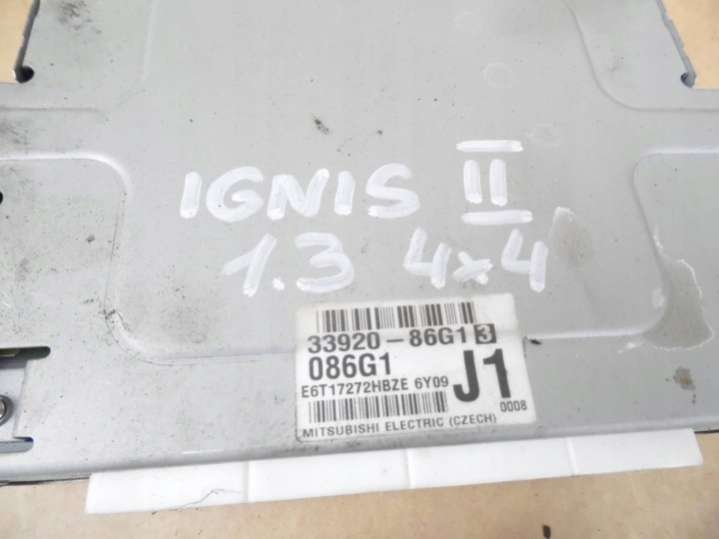 IGNIS II
1.3 4x4
33920-86G1 3
086G1
E6T17272HBZE 6Y09
J1
0008
MITSUBISHI ELECTRIC (CZECH)